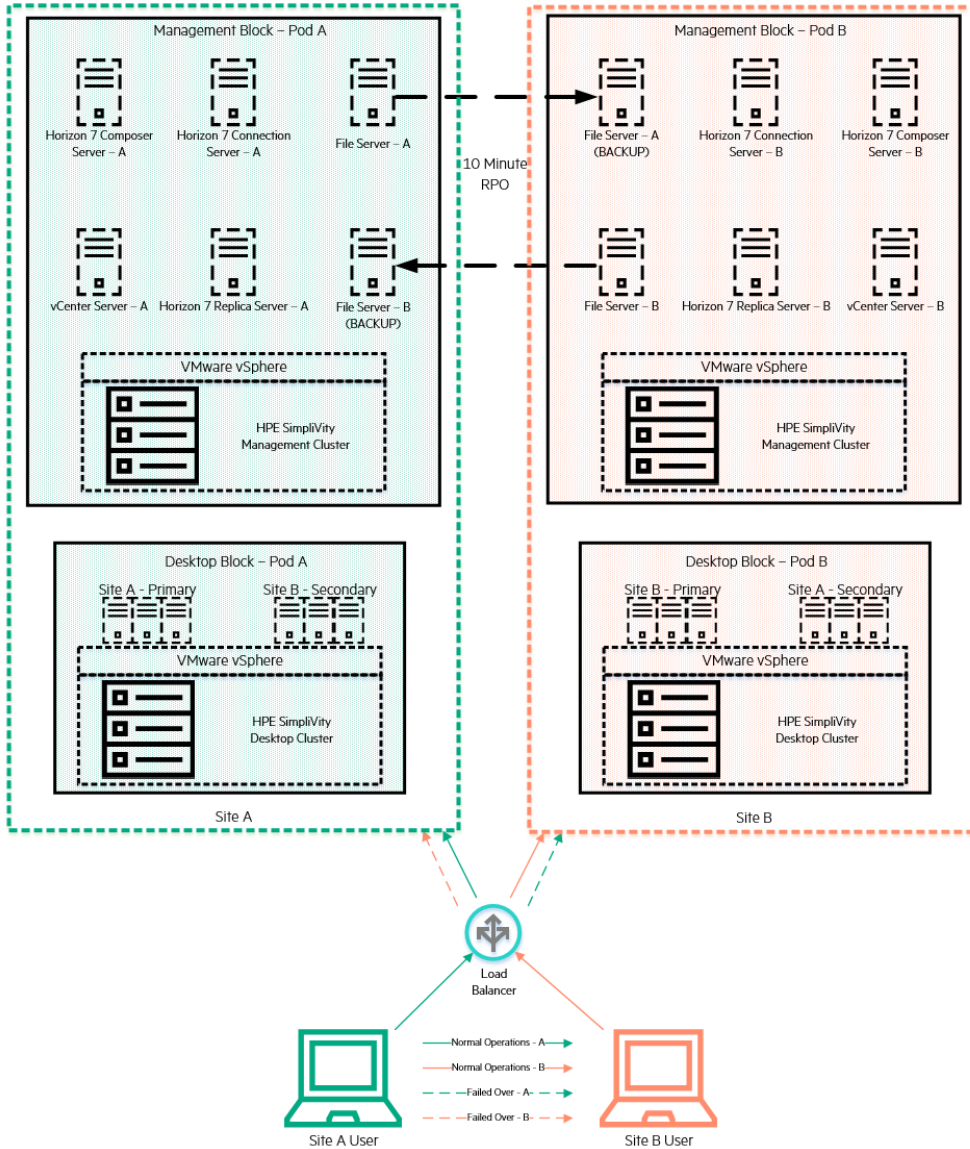 Management Block – Pod A
Horizon 7 Composer
Server – A
Horizon 7 Connection
Server – A
File Server – A
vCenter Server – A
Horizon 7 Replica Server – A
File Server – B
(BACKUP)
VMware vSphere
HPE SimpliVity
Management Cluster
10 Minute
RPO
Management Block – Pod B
File Server – A
(BACKUP)
Horizon 7 Connection
Server – B
Horizon 7 Composer
Server – B
File Server – B
Horizon 7 Replica Server – B
vCenter Server – B
VMware vSphere
HPE SimpliVity
Management Cluster
Desktop Block – Pod A
Site A - Primary
Site B - Secondary
VMware vSphere
HPE SimpliVity
Desktop Cluster
Site A
Desktop Block – Pod B
Site B - Primary
Site A - Secondary
VMware vSphere
HPE SimpliVity
Desktop Cluster
Site B
Load
Balancer
Normal Operations - A
Normal Operations - B
Failed Over - A
Failed Over - B
Site A User
Site B User